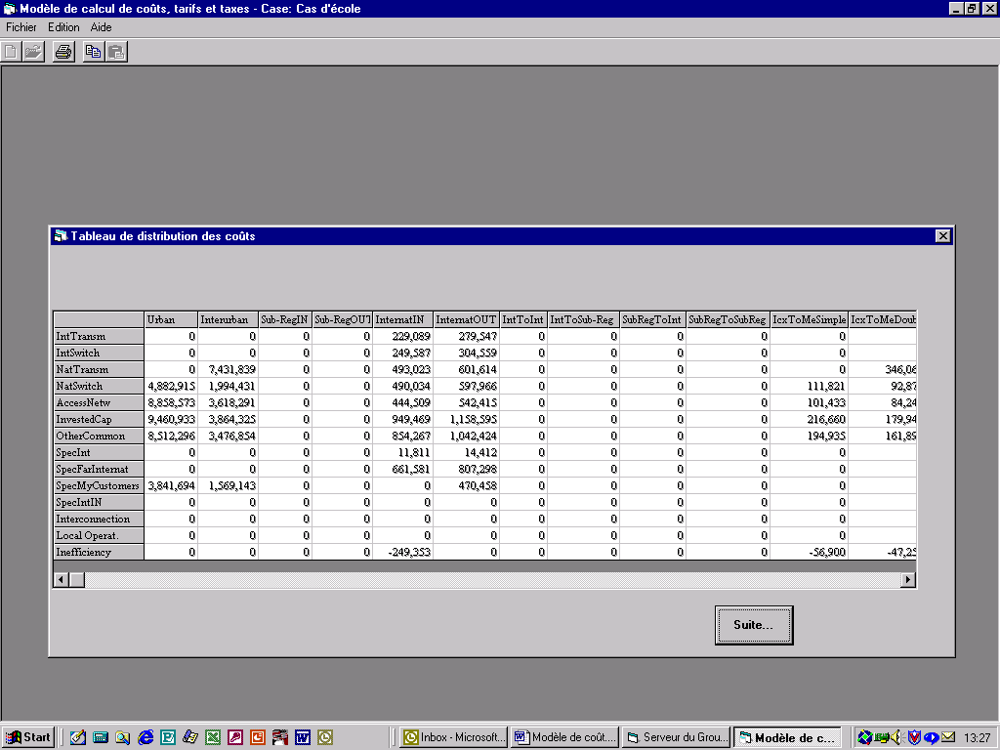 Modèle de calcul de coûts, tarifs et taxes - Case: Cas d'école
Fichier Edition Aide
Tableau de distribution des coûts
Urban Interurban Sub-RegIN Sub-RegOUT InternatIN InternatOUT IntToInt IntToSub-Reg SubRegToInt SubRegToSubReg IcxToMeSimple IcxToMeDoub
IntTransm 0 0 0 0 229,089 279,547 0 0 0 0 0
IntSwitch 0 0 0 0 249,587 304,559 0 0 0 0 0
NatTransm 0 7,431,839 0 0 493,023 601,614 0 0 0 0 0 346,06
NatSwitch 4,882,915 1,994,431 0 0 490,034 597,966 0 0 0 0 111,821 92,87
AccessNetw 8,858,573 3,618,291 0 0 444,509 542,415 0 0 0 0 101,433 84,24
InvestedCap 9,460,933 3,864,325 0 0 949,469 1,158,595 0 0 0 0 216,660 179,94
OtherCommon 8,512,296 3,476,854 0 0 854,267 1,042,424 0 0 0 0 194,935 161,89
SpecInt 0 0 0 0 11,811 14,412 0 0 0 0 0
SpecFarInternat 0 0 0 0 661,581 807,298 0 0 0 0 0
SpecMyCustomers 3,841,694 1,569,143 0 0 0 470,458 0 0 0 0 0
SpecIntIN 0 0 0 0 0 0 0 0 0 0 0
Interconnection 0 0 0 0 0 0 0 0 0 0 0
Local Operat. 0 0 0 0 0 0 0 0 0 0 0
Inefficiency 0 0 0 0 -249,353 0 0 0 0 0 -56,900 -47,25
Suite...
Start Inbox - Microsoft... Modèle de coût... Serveur du Grou... Modèle de c... 13:27